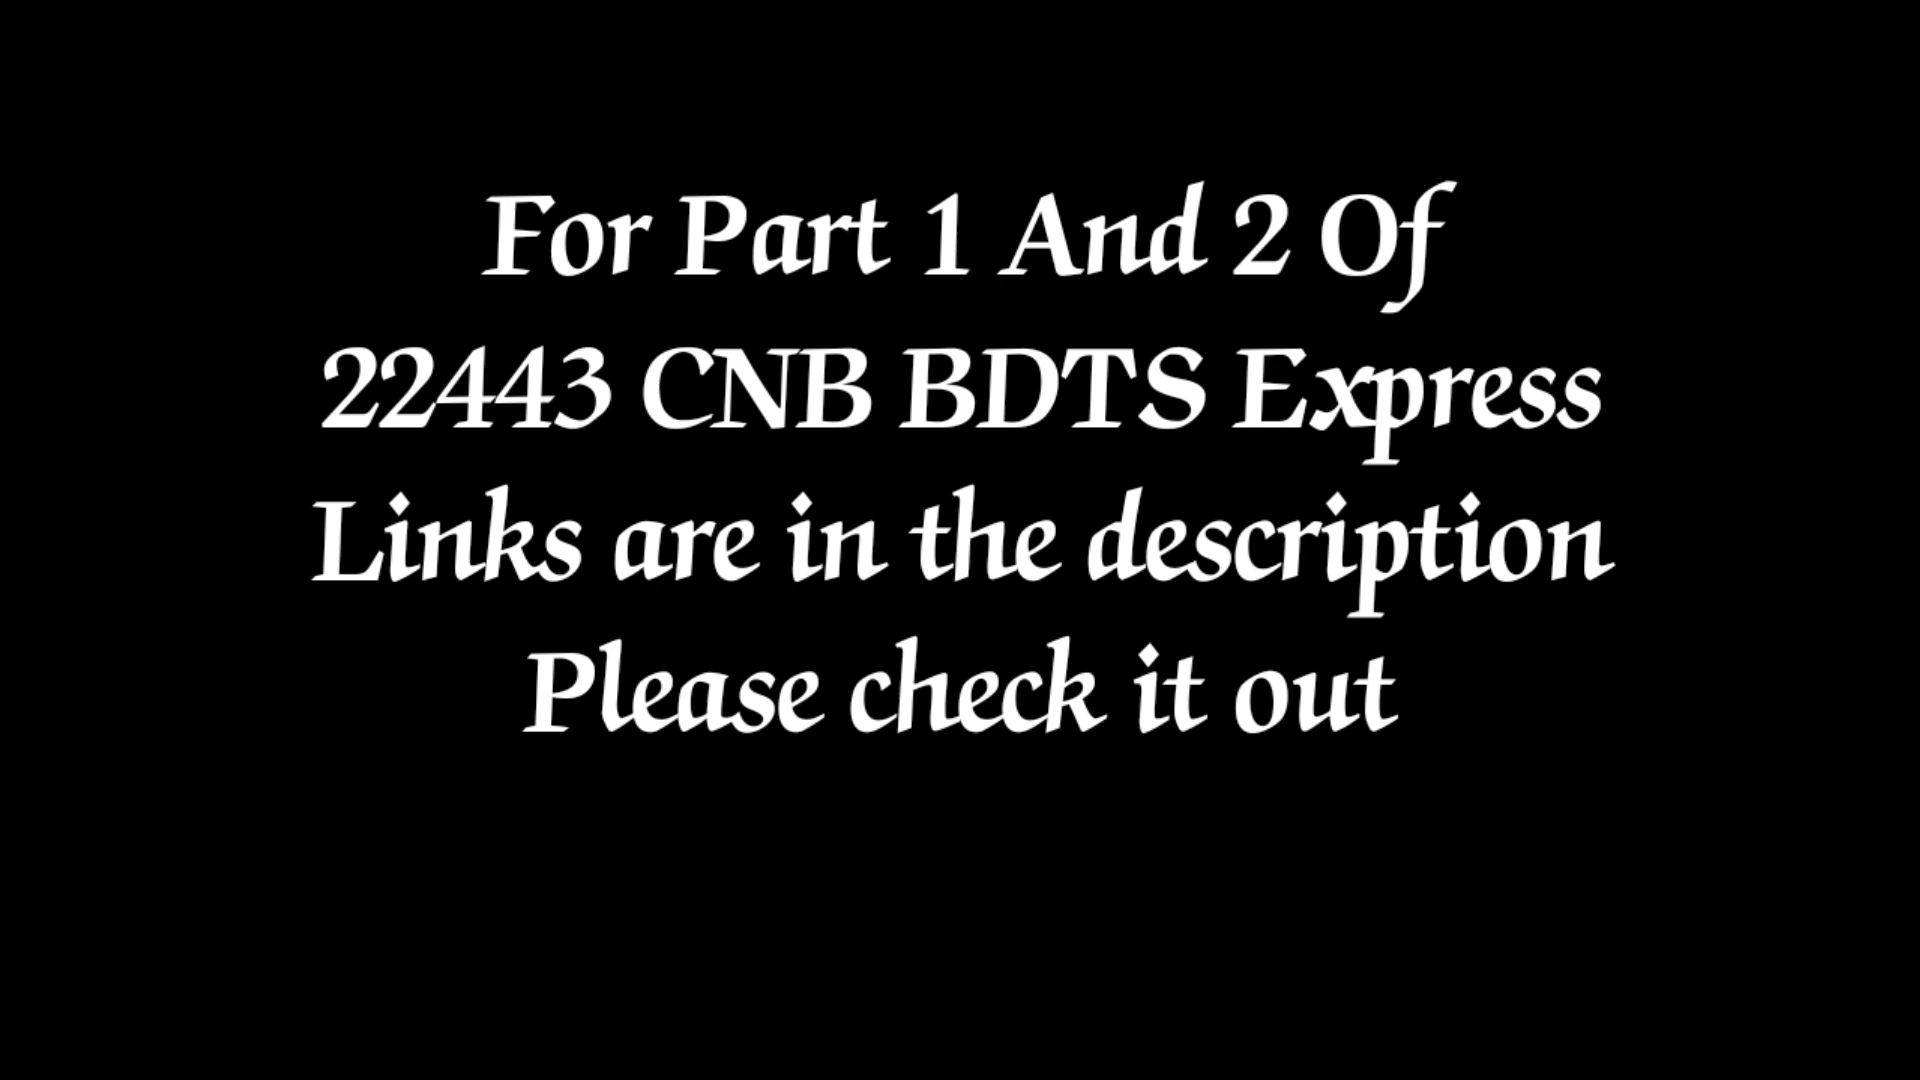 For Part 1 And 2 Of
22443 CNB BDTS Express
Links are in the description
Please check it out